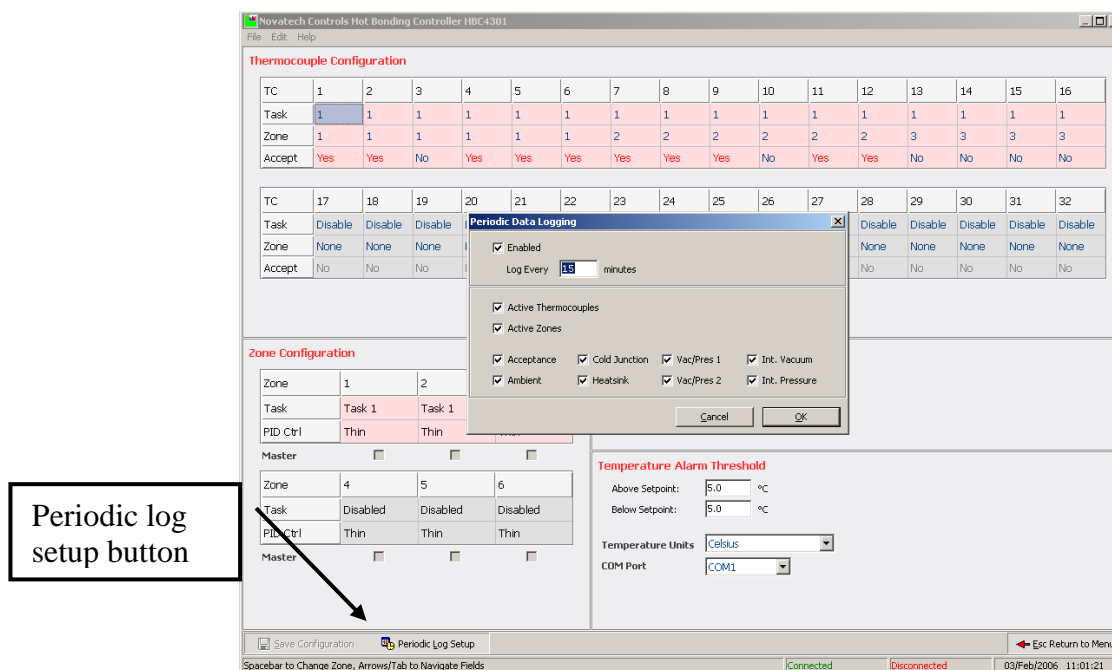 Novatech Controls Hot Bonding Controller HBC4301
File Edit Help
Thermocouple Configuration
TC 1 2 3 4 5 6 7 8 9 10 11 12 13 14 15 16
Task 1 1 1 1 1 1 1 1 1 1 1 1 1 1 1 1
Zone 1 1 1 1 1 1 2 2 2 2 2 2 3 3 3 3
Accept Yes Yes No Yes Yes Yes Yes Yes Yes No Yes Yes No No No No
TC 17 18 19 20 21 22 23 24 25 26 27 28 29 30 31 32
Task Disable Disable Disable Disable Disable Disable Disable Disable
Zone None None None None None None None None
Accept No No No No No No No No
Periodic Data Logging
Enabled
Log Every 15 minutes
Active Thermocouples
Active Zones
Acceptance Cold Junction Vac/Pres 1 Int. Vacuum
Ambient Heatsink Vac/Pres 2 Int. Pressure
Cancel OK
Zone Configuration
Zone 1 2
Task Task 1 Task 1
PID Ctrl Thin Thin Thin
Master
Zone 4 5 6
Task Disabled Disabled Disabled
PID Ctrl Thin Thin Thin
Master
Temperature Alarm Threshold
Above Setpoint: 5.0 °C
Below Setpoint: 5.0 °C
Temperature Units Celsius
COM Port COM1
Periodic log
setup button
Save Configuration Periodic Log Setup Esc Return to Menu
Spacebar to Change Zone, Arrows/Tab to Navigate Fields Connected Disconnected 03/Feb/2006 11:01:21